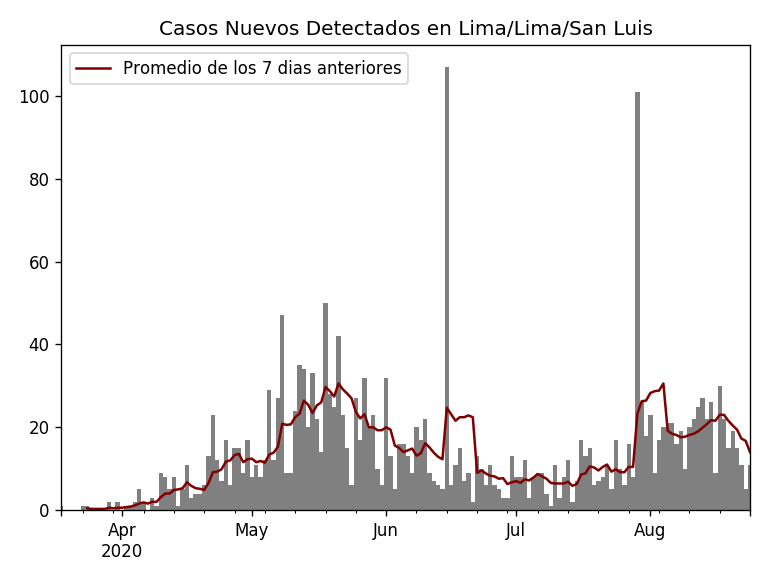 Casos Nuevos Detectados en Lima/Lima/San Luis
Promedio de los 7 dias anteriores
100
80
60
40
20
0
Apr
2020
May
Jun
Jul
Aug